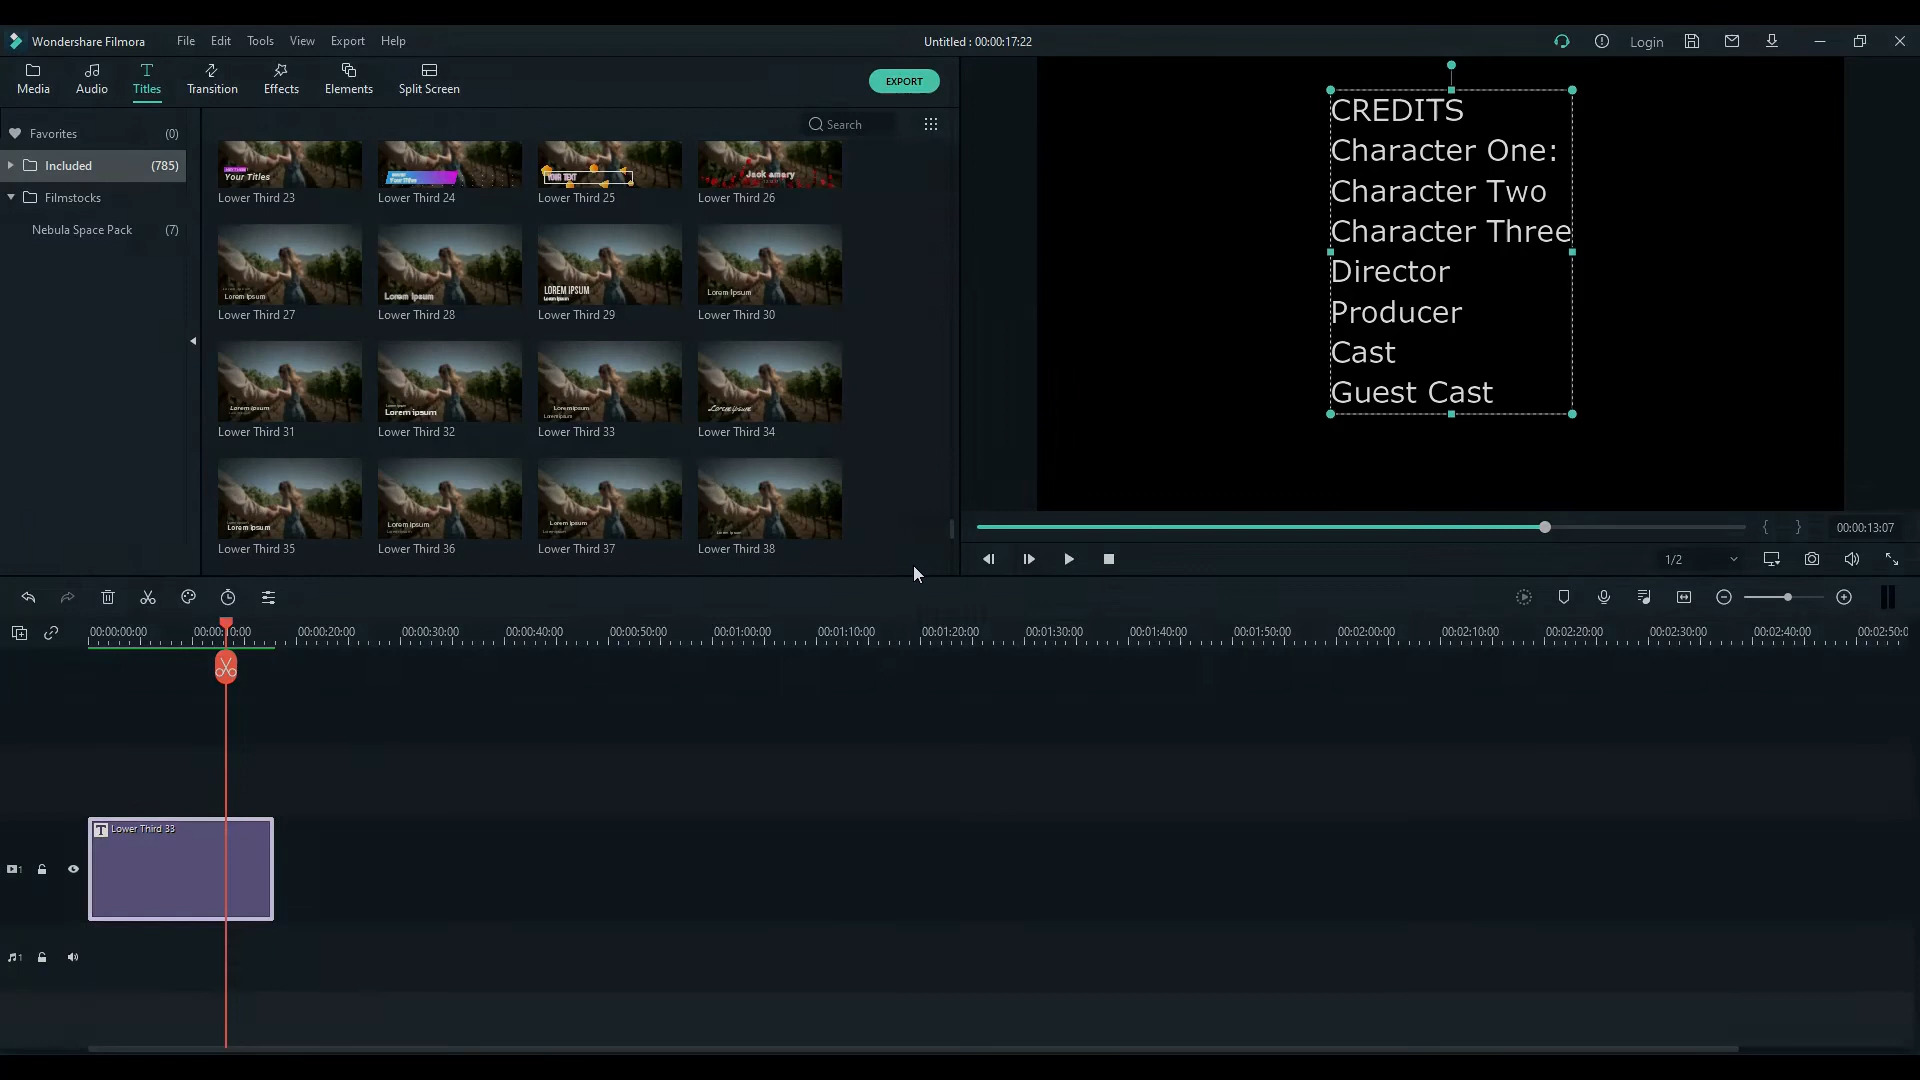 Wondershare Filmora File Edit Tools View Export Help Untitled : 00:00:17:22 Login
Media Audio Titles Transition Effects Elements Split Screen EXPORT
Favorites (0)
Included (785)
Filmstocks
Nebula Space Pack (7)
Search
Your Titles
Your Titles
YOUR TEXT
Jack amary
Lower Third 23 Lower Third 24 Lower Third 25 Lower Third 26
Lorem Ipsum
Lorem Ipsum
LOREM IPSUM
Lorem Ipsum
Lorem Ipsum
Lower Third 27 Lower Third 28 Lower Third 29 Lower Third 30
Lorem Ipsum
Lorem Ipsum
Lorem Ipsum
Lorem Ipsum
Lower Third 31 Lower Third 32 Lower Third 33 Lower Third 34
Lorem Ipsum
Lorem Ipsum
Lorem Ipsum
Lower Third 35 Lower Third 36 Lower Third 37 Lower Third 38
CREDITS
Character One:
Character Two
Character Three
Director
Producer
Cast
Guest Cast
{ } 00:00:13:07
1/2
00:00:00:00 00:00:10:00 00:00:20:00 00:00:30:00 00:00:40:00 00:00:50:00 00:01:00:00 00:01:10:00 00:01:20:00 00:01:30:00 00:01:40:00 00:01:50:00 00:02:00:00 00:02:10:00 00:02:20:00 00:02:30:00 00:02:40:00 00:02:50:0
T Lower Third 33
1
1